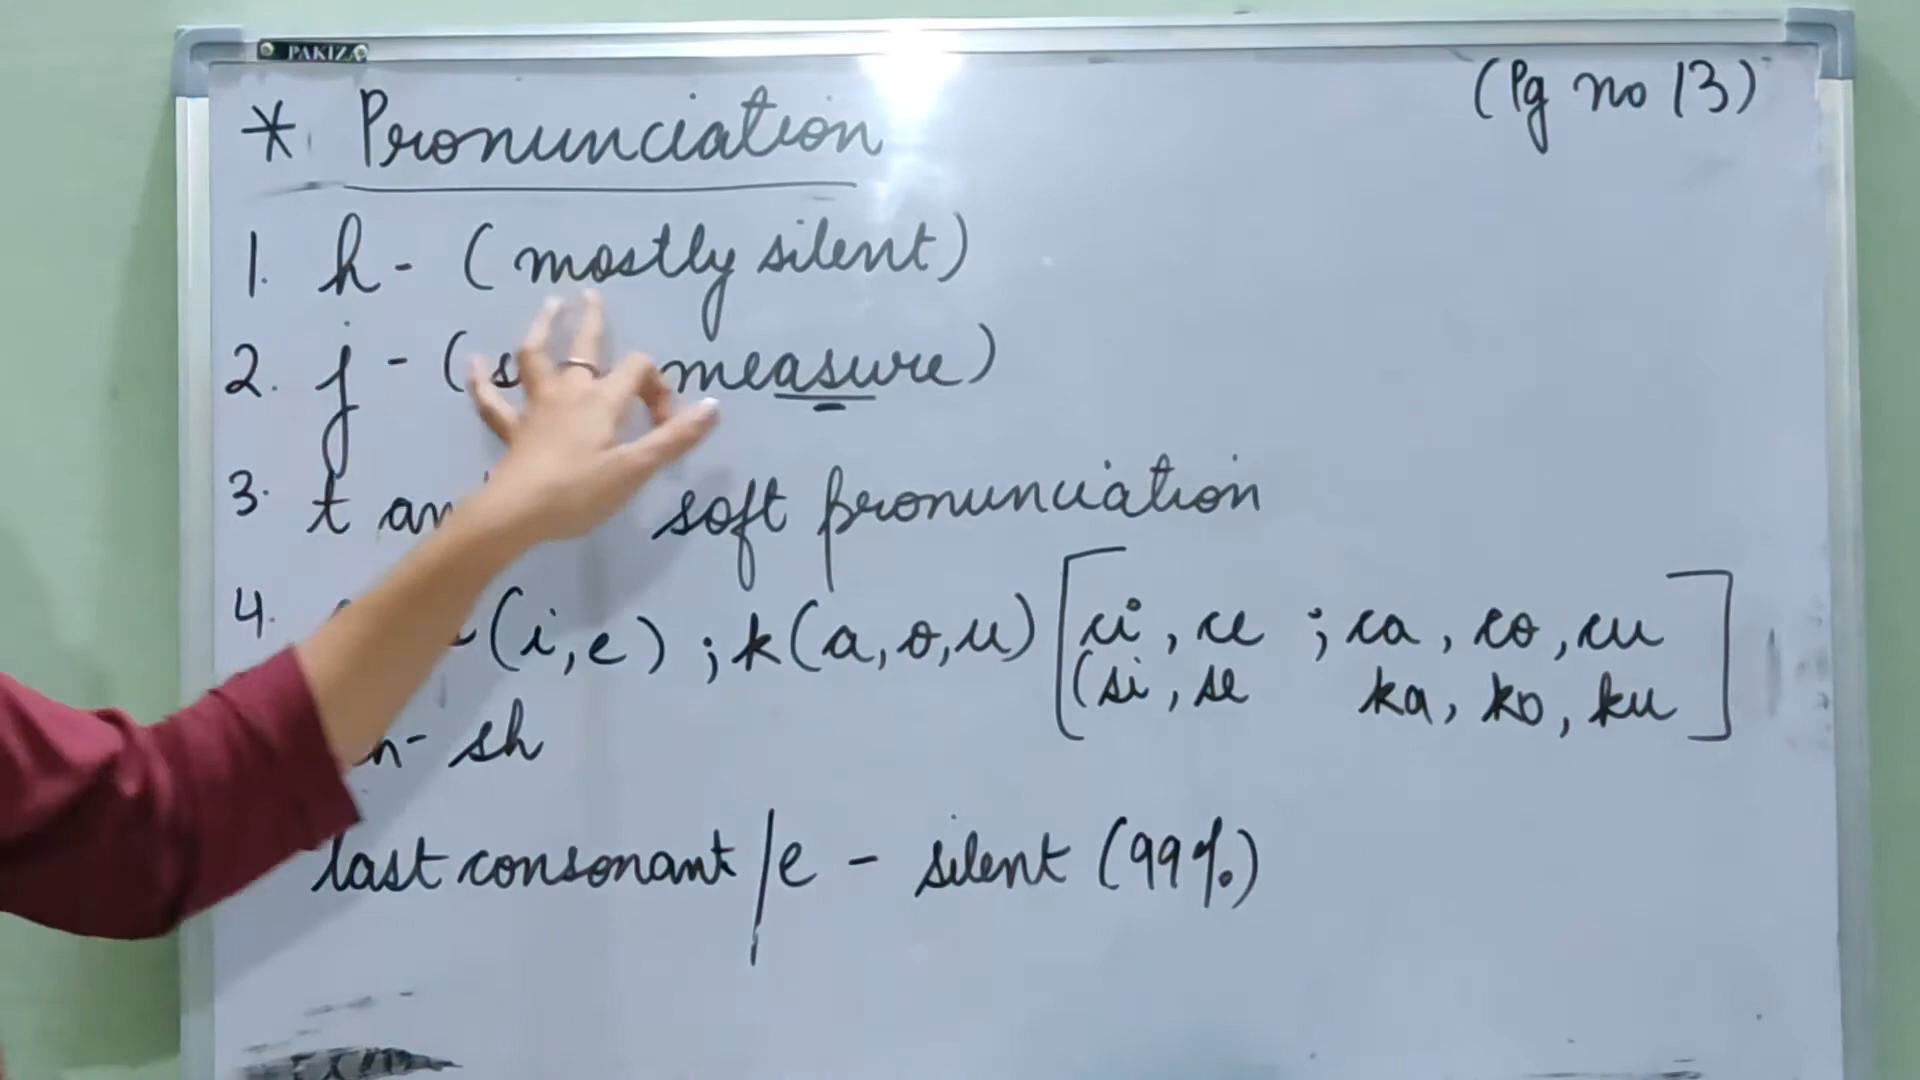 PAKIZA
(Pg no 13)
* Pronunciation
1. h - (mostly silent)
2. j - ( measure)
3. t soft pronunciation
4. (i,e) ; k(a,o,u) [ci, ce ; ca, co, cu
(si, se ka, ko, ku]
- sh
last consonant / e - silent (99%)